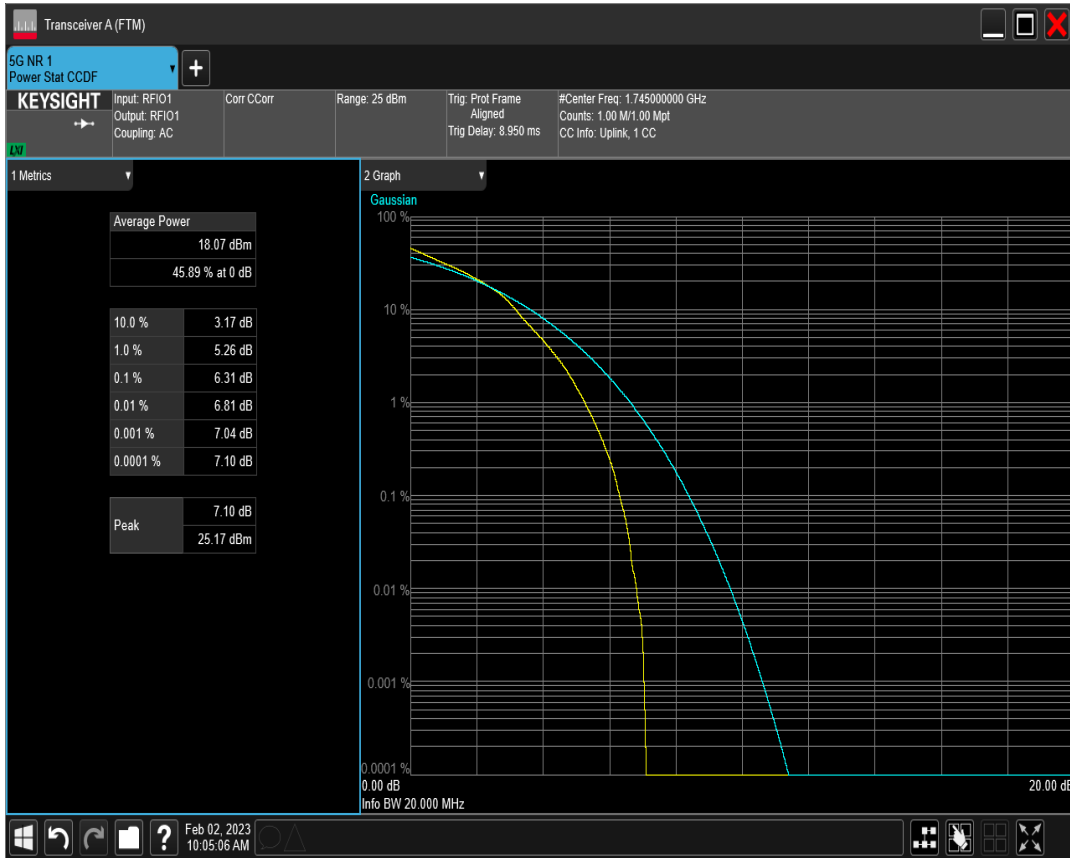 Transceiver A (FTM)
5G NR 1
Power Stat CCDF
KEYSIGHT
LXI
Input: RFIO1
Output: RFIO1
Coupling: AC
Corr CCorr
Range: 25 dBm
Trig: Prot Frame
Aligned
Trig Delay: 8.950 ms
#Center Freq: 1.745000000 GHz
Counts: 1.00 M/1.00 Mpt
CC Info: Uplink, 1 CC
1 Metrics
Average Power
18.07 dBm
45.89 % at 0 dB
10.0 % 3.17 dB
1.0 % 5.26 dB
0.1 % 6.31 dB
0.01 % 6.81 dB
0.001 % 7.04 dB
0.0001 % 7.10 dB
Peak 7.10 dB
25.17 dBm
2 Graph
Gaussian
100 %
10 %
1 %
0.1 %
0.01 %
0.001 %
0.0001 %
0.00 dB 20.00 dB
Info BW 20.000 MHz
?
Feb 02, 2023
10:05:06 AM